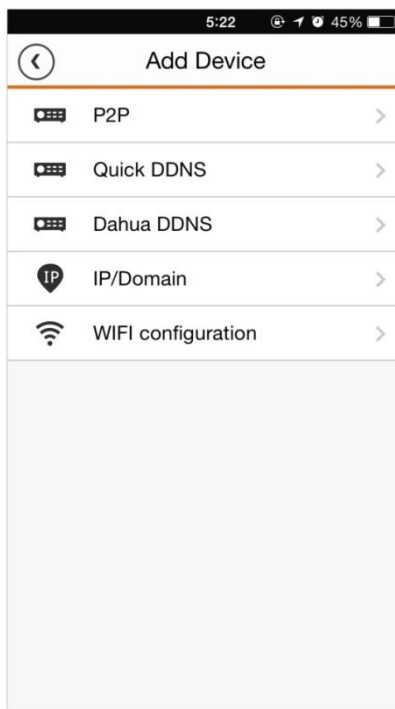 5:22 45%
Add Device
P2P
Quick DDNS
Dahua DDNS
IP IP/Domain
WIFI configuration